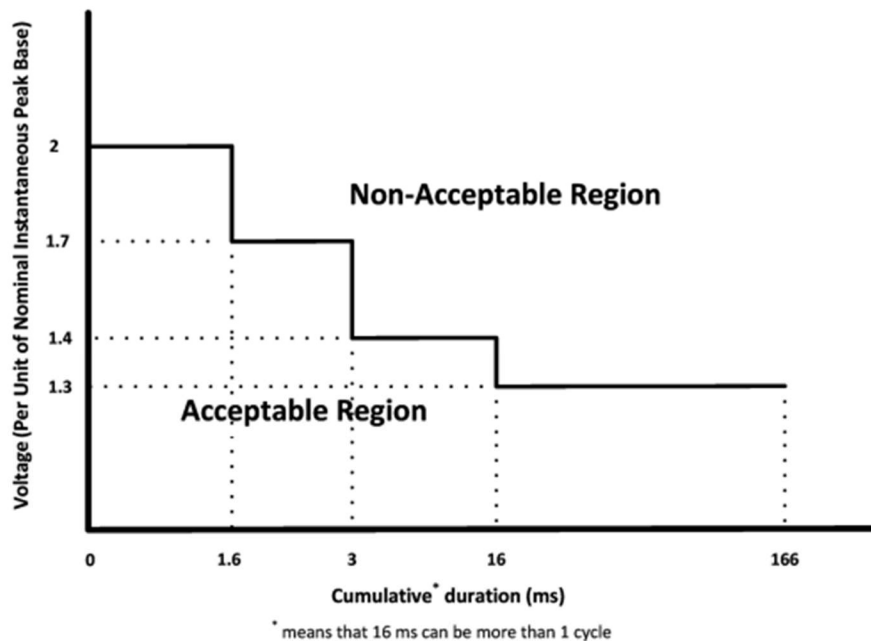 Voltage (Per Unit of Nominal Instantaneous Peak Base)
2
Non-Acceptable Region
1.7
1.4
1.3
Acceptable Region
0 1.6 3 16 166
Cumulative* duration (ms)
* means that 16 ms can be more than 1 cycle